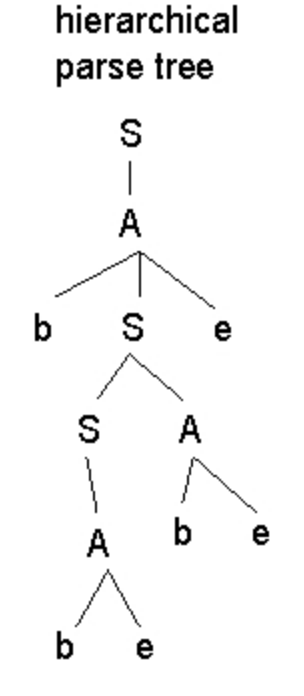 hierarchical
parse tree
S
A
b S e
S A
b e
A
b e